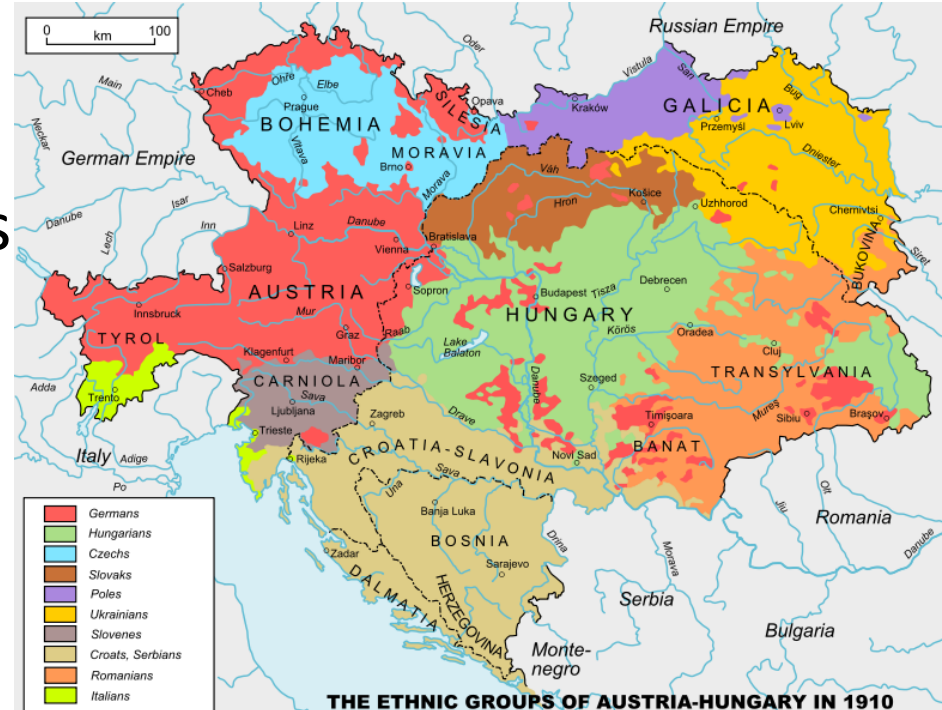 0 100
km
Russian Empire
Oder
Vistula
San
Main
Cheb
Ohře
Elbe
Opava
Kraków
GALICIA
Bug
Prague
SILESIA
Przemyśl
Lviv
BOHEMIA
Neckar
Vltava
MORAVIA
Dniester
German Empire
Brno
Morava
Váh
Hron
Košice
Uzhhorod
Chernivtsi
Danube
Isar
Inn
Lech
S
Linz
Danube
Vienna
Bratislava
BUKOVINA
Siret
Salzburg
Sopron
Budapest
Tisza
Debrecen
AUSTRIA
Innsbruck
Mur
HUNGARY
Graz
Raab
Körös
Oradea
TYROL
Lake
Balaton
Cluj
Klagenfurt
Maribor
Danube
TRANSYLVANIA
Adda
Trento
CARNIOLA
Szeged
Mureş
Sava
Ljubljana
Zagreb
Drave
Timişoara
Sibiu
Braşov
Trieste
BANAT
Italy
Adige
Rijeka
CROATIA-SLAVONIA
Novi Sad
Po
Sava
Una
Jiu
Olt
Banja Luka
Romania
BOSNIA
Drina
Morava
Danube
Zadar
Sarajevo
DALMATIA
HERZEGOVINA
Serbia
Bulgaria
Monte-
negro
Germans
Hungarians
Czechs
Slovaks
Poles
Ukrainians
Slovenes
Croats, Serbians
Romanians
Italians
THE ETHNIC GROUPS OF AUSTRIA-HUNGARY IN 1910